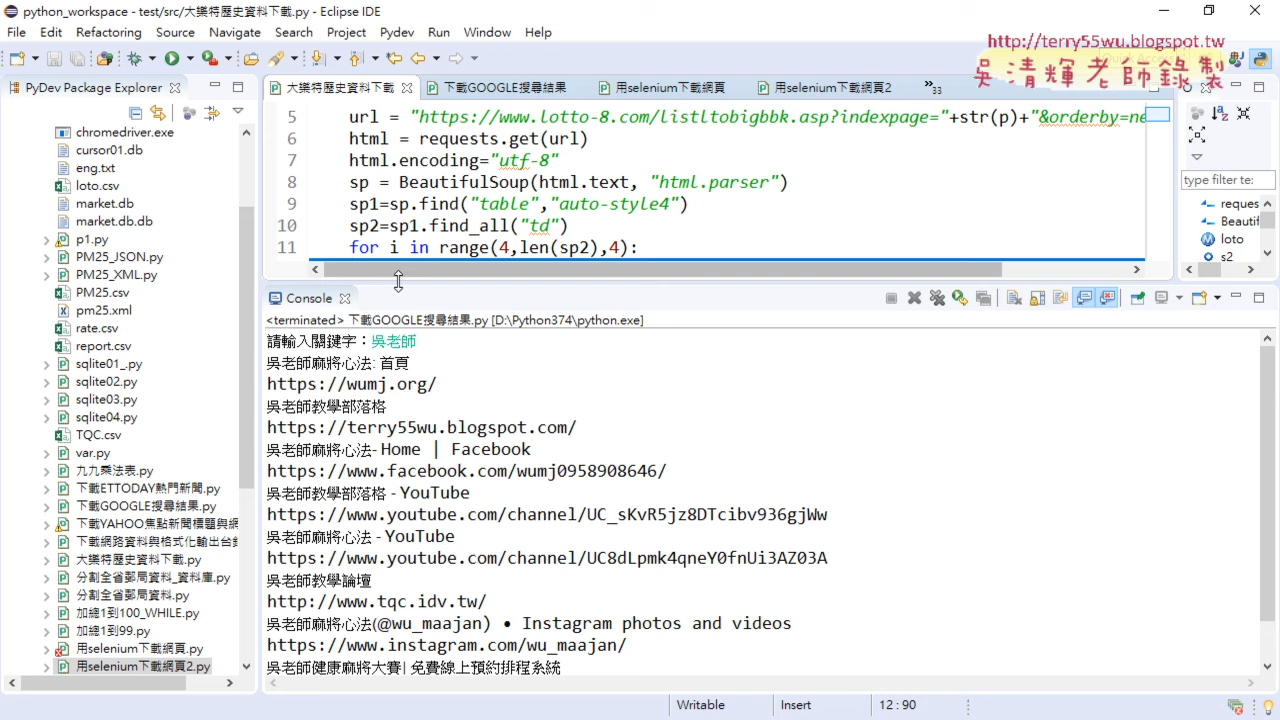 python_workspace - test/src/大樂特歷史資料下載.py - Eclipse IDE
File Edit Refactoring Source Navigate Search Project Pydev Run Window Help
http://terry55wu.blogspot.tw
吳清輝老師錄製
PyDev Package Explorer
大樂特歷史資料下載 下載GOOGLE搜尋結果 用selenium下載網頁 用selenium下載網頁2 »33
chromedriver.exe
cursor01.db
eng.txt
loto.csv
market.db
market.db.db
p1.py
PM25_JSON.py
PM25_XML.py
PM25.csv
pm25.xml
rate.csv
report.csv
sqlite01_.py
sqlite02.py
sqlite03.py
sqlite04.py
TQC.csv
var.py
九九乘法表.py
下載ETTODAY熱門新聞.py
下載GOOGLE搜尋結果.py
下載YAHOO焦點新聞標題與網
下載網路資料與格式化輸出台
大樂特歷史資料下載.py
分割全省郵局資料_資料庫.py
分割全省郵局資料.py
加總1到100_WHILE.py
加總1到99.py
用selenium下載網頁.py
用selenium下載網頁2.py
5 url = "https://www.lotto-8.com/listltobigbbk.asp?indexpage="+str(p)+"&orderby=ne
6 html = requests.get(url)
7 html.encoding="utf-8"
8 sp = BeautifulSoup(html.text, "html.parser")
9 sp1=sp.find("table","auto-style4")
10 sp2=sp1.find_all("td")
11 for i in range(4,len(sp2),4):
type filter te:
reques
Beautif
loto
s2
Console
<terminated> 下載GOOGLE搜尋結果.py [D:\Python374\python.exe]
請輸入關鍵字：吳老師
吳老師麻將心法: 首頁
https://wumj.org/
吳老師教學部落格
https://terry55wu.blogspot.com/
吳老師麻將心法- Home | Facebook
https://www.facebook.com/wumj0958908646/
吳老師教學部落格 - YouTube
https://www.youtube.com/channel/UC_sKvR5jz8DTcibv936gjWw
吳老師麻將心法 - YouTube
https://www.youtube.com/channel/UC8dLpmk4qneY0fnUi3AZ03A
吳老師教學論壇
http://www.tqc.idv.tw/
吳老師麻將心法(@wu_maajan) • Instagram photos and videos
https://www.instagram.com/wu_maajan/
吳老師健康麻將大賽| 免費線上預約排程系統
Writable Insert 12 : 90